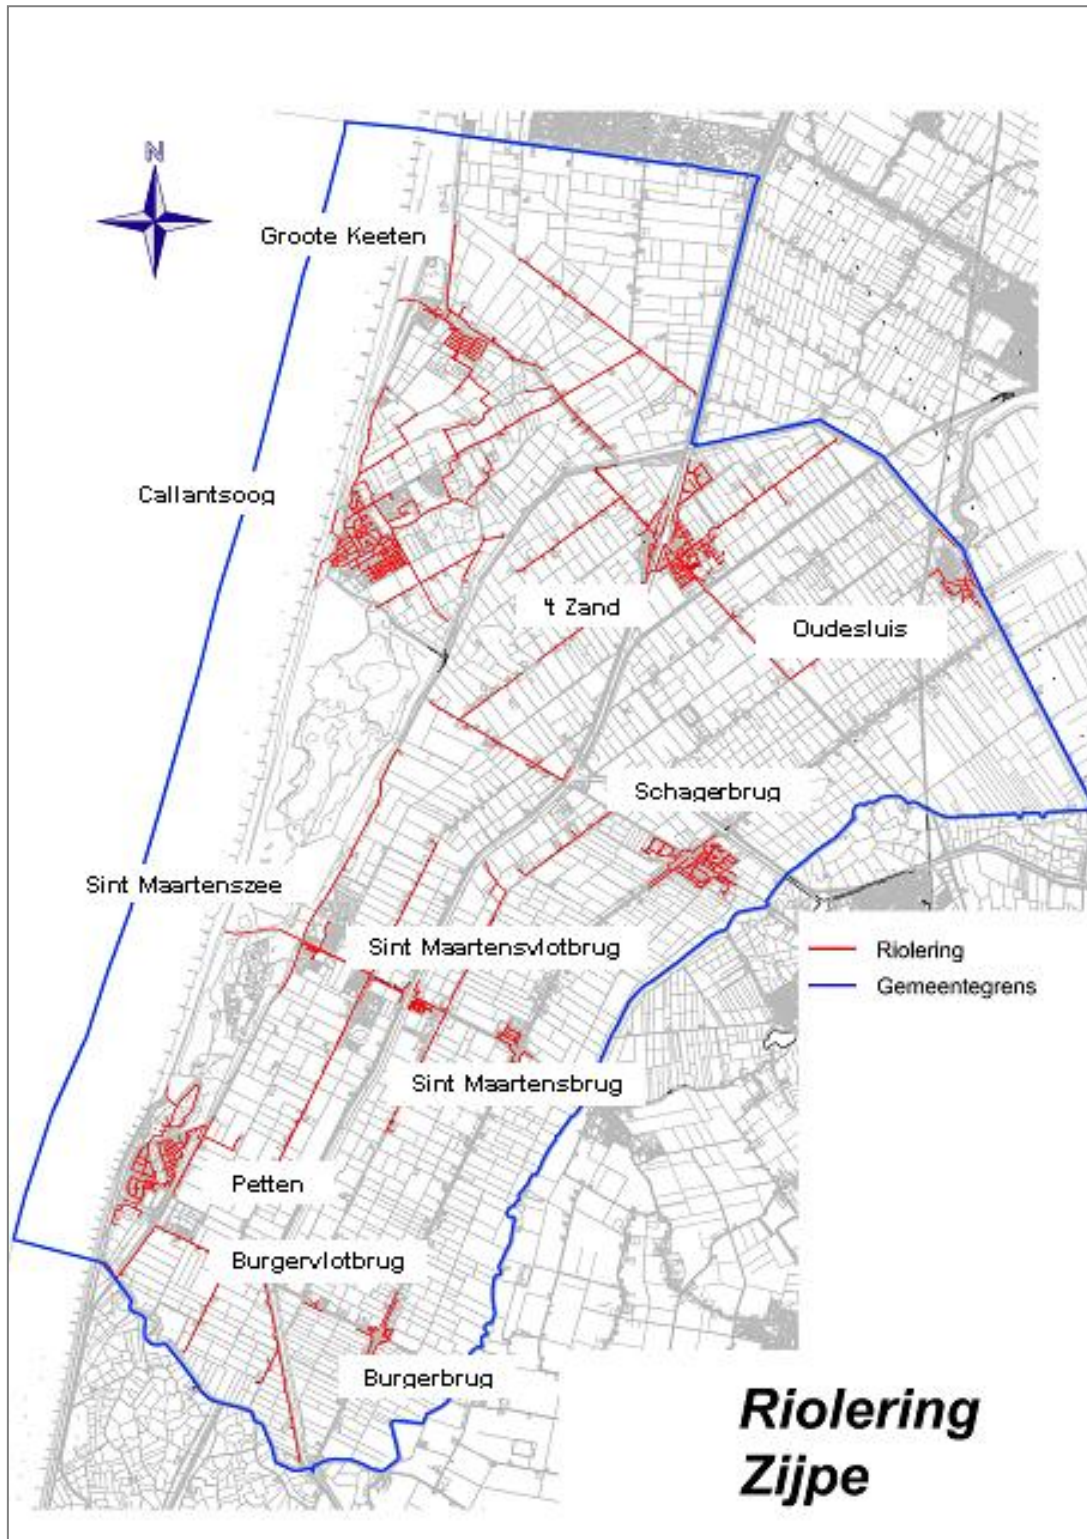 N
Groote Keeten
Callantsoog
't Zand
Oudesluis
Schagerbrug
Sint Maartenszee
Sint Maartensvlotbrug
Riolering
Gemeentegrens
Sint Maartensbrug
Petten
Burgervlotbrug
Burgerbrug
Riolering
Zijpe